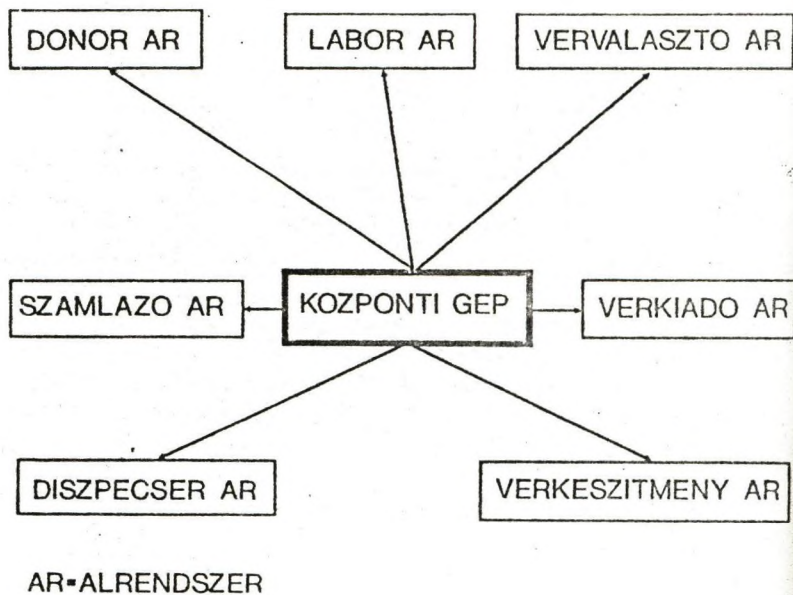 DONOR AR
LABOR AR
VERVALASZTO AR
SZAMLAZO AR
KOZPONTI GEP
VERKIADO AR
DISZPECSER AR
VERKESZITMENY AR
AR=ALRENDSZER